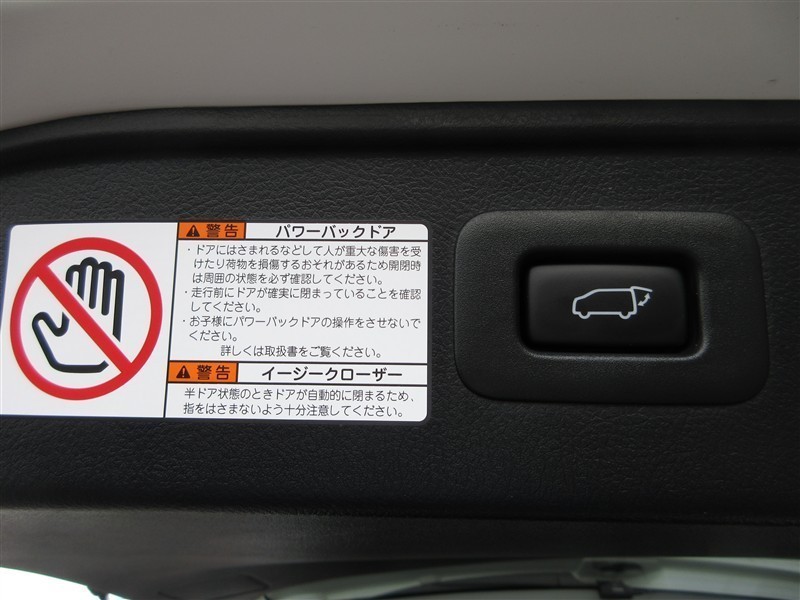 警告 パワーバックドア
・ドアにはさまれるなどして人が重大な傷害を受
けたり荷物を損傷するおそれがあるため開閉時
は周囲の状態を必ず確認してください。
・走行前にドアが確実に閉まっていることを確認
してください。
・お子様にパワーバックドアの操作をさせないで
ください。
詳しくは取扱書をご覧ください。
警告 イージークローザー
半ドア状態のときドアが自動的に閉まるため、
指をはさまないよう十分注意してください。